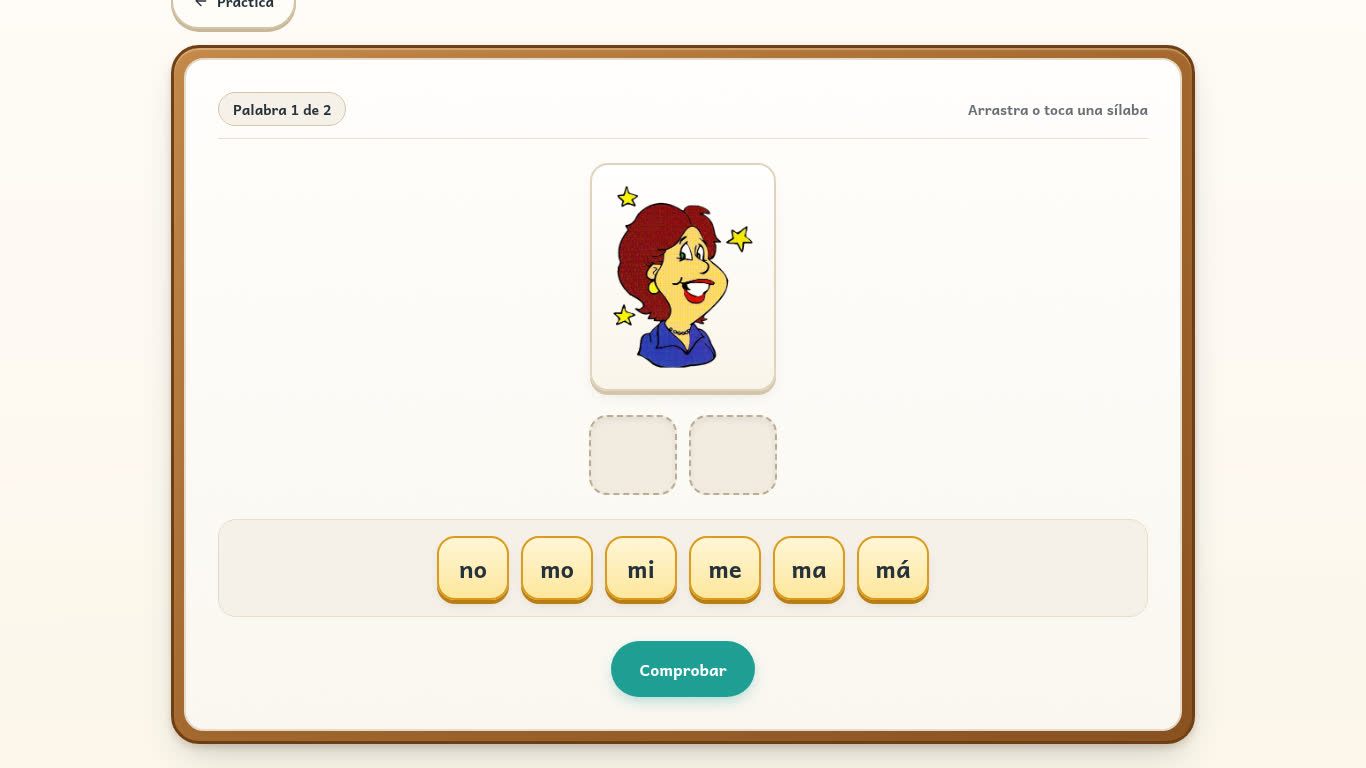 ← Práctica
Palabra 1 de 2
Arrastra o toca una sílaba
no mo mi me ma má
Comprobar